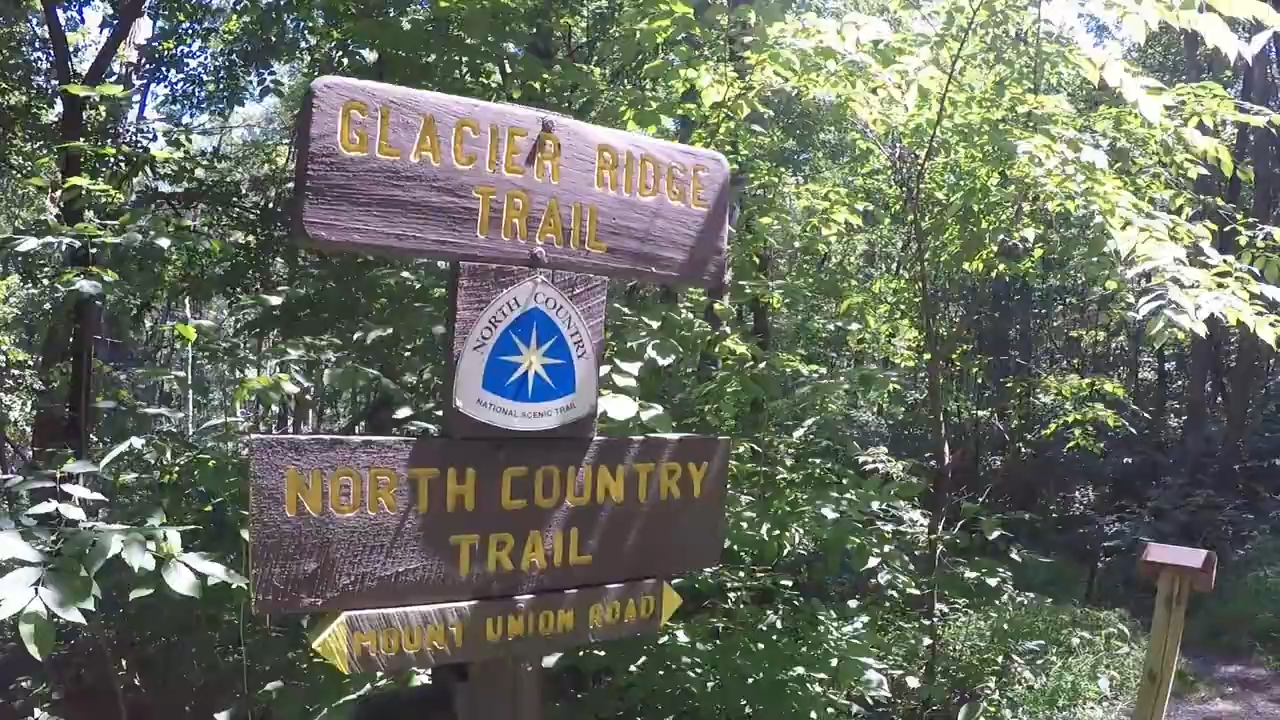 GLACIER RIDGE
TRAIL
NORTH COUNTRY
NATIONAL SCENIC TRAIL
NORTH COUNTRY
TRAIL
MOUNT UNION ROAD